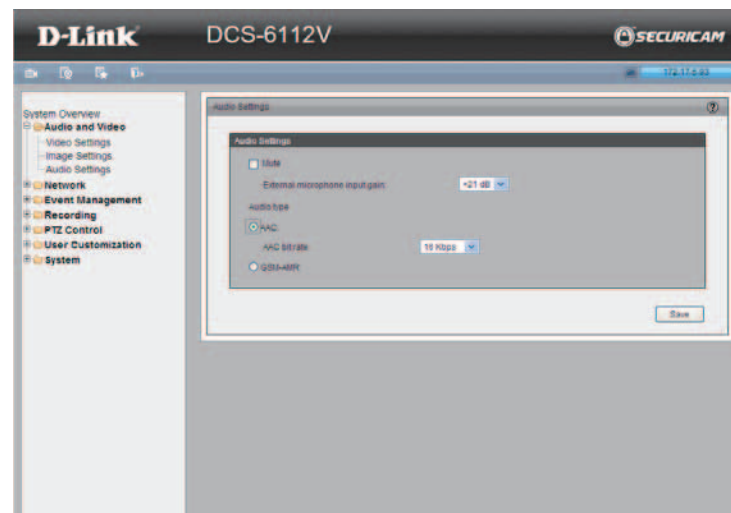 D-Link
DCS-6112V
SECURICAM
System Overview
Audio and Video
Video Settings
Image Settings
Audio Settings
Network
Event Management
Recording
PTZ Control
User Customization
System
Audio Settings
Audio Settings
Mute
External microphone input gain:
+21 dB
Audio type
AAC:
AAC bit rate:
GSM-AMR:
Save